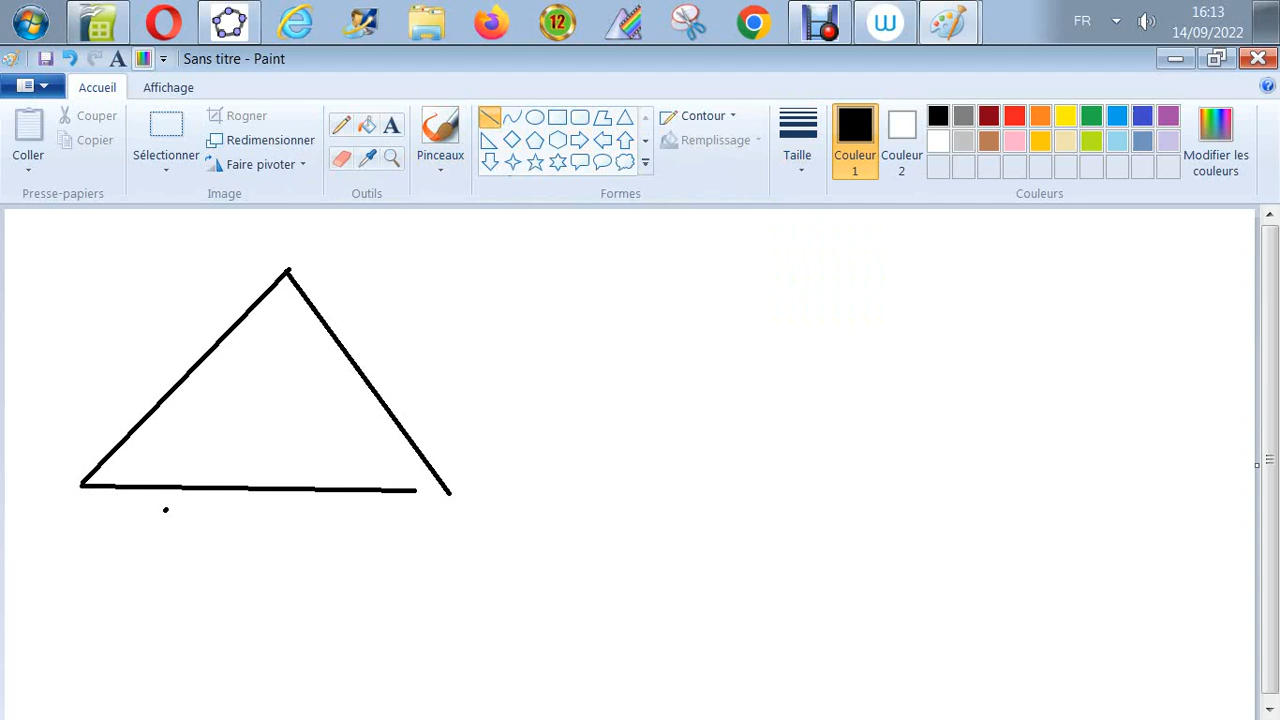 12
W
FR
16:13
14/09/2022
A
Sans titre - Paint
Accueil
Affichage
Coller
Couper
Copier
Presse-papiers
Sélectionner
Rogner
Redimensionner
Faire pivoter
Image
A
Outils
Pinceaux
Contour
Remplissage
Formes
Taille
Couleur
1
Couleur
2
Modifier les
couleurs
Couleurs